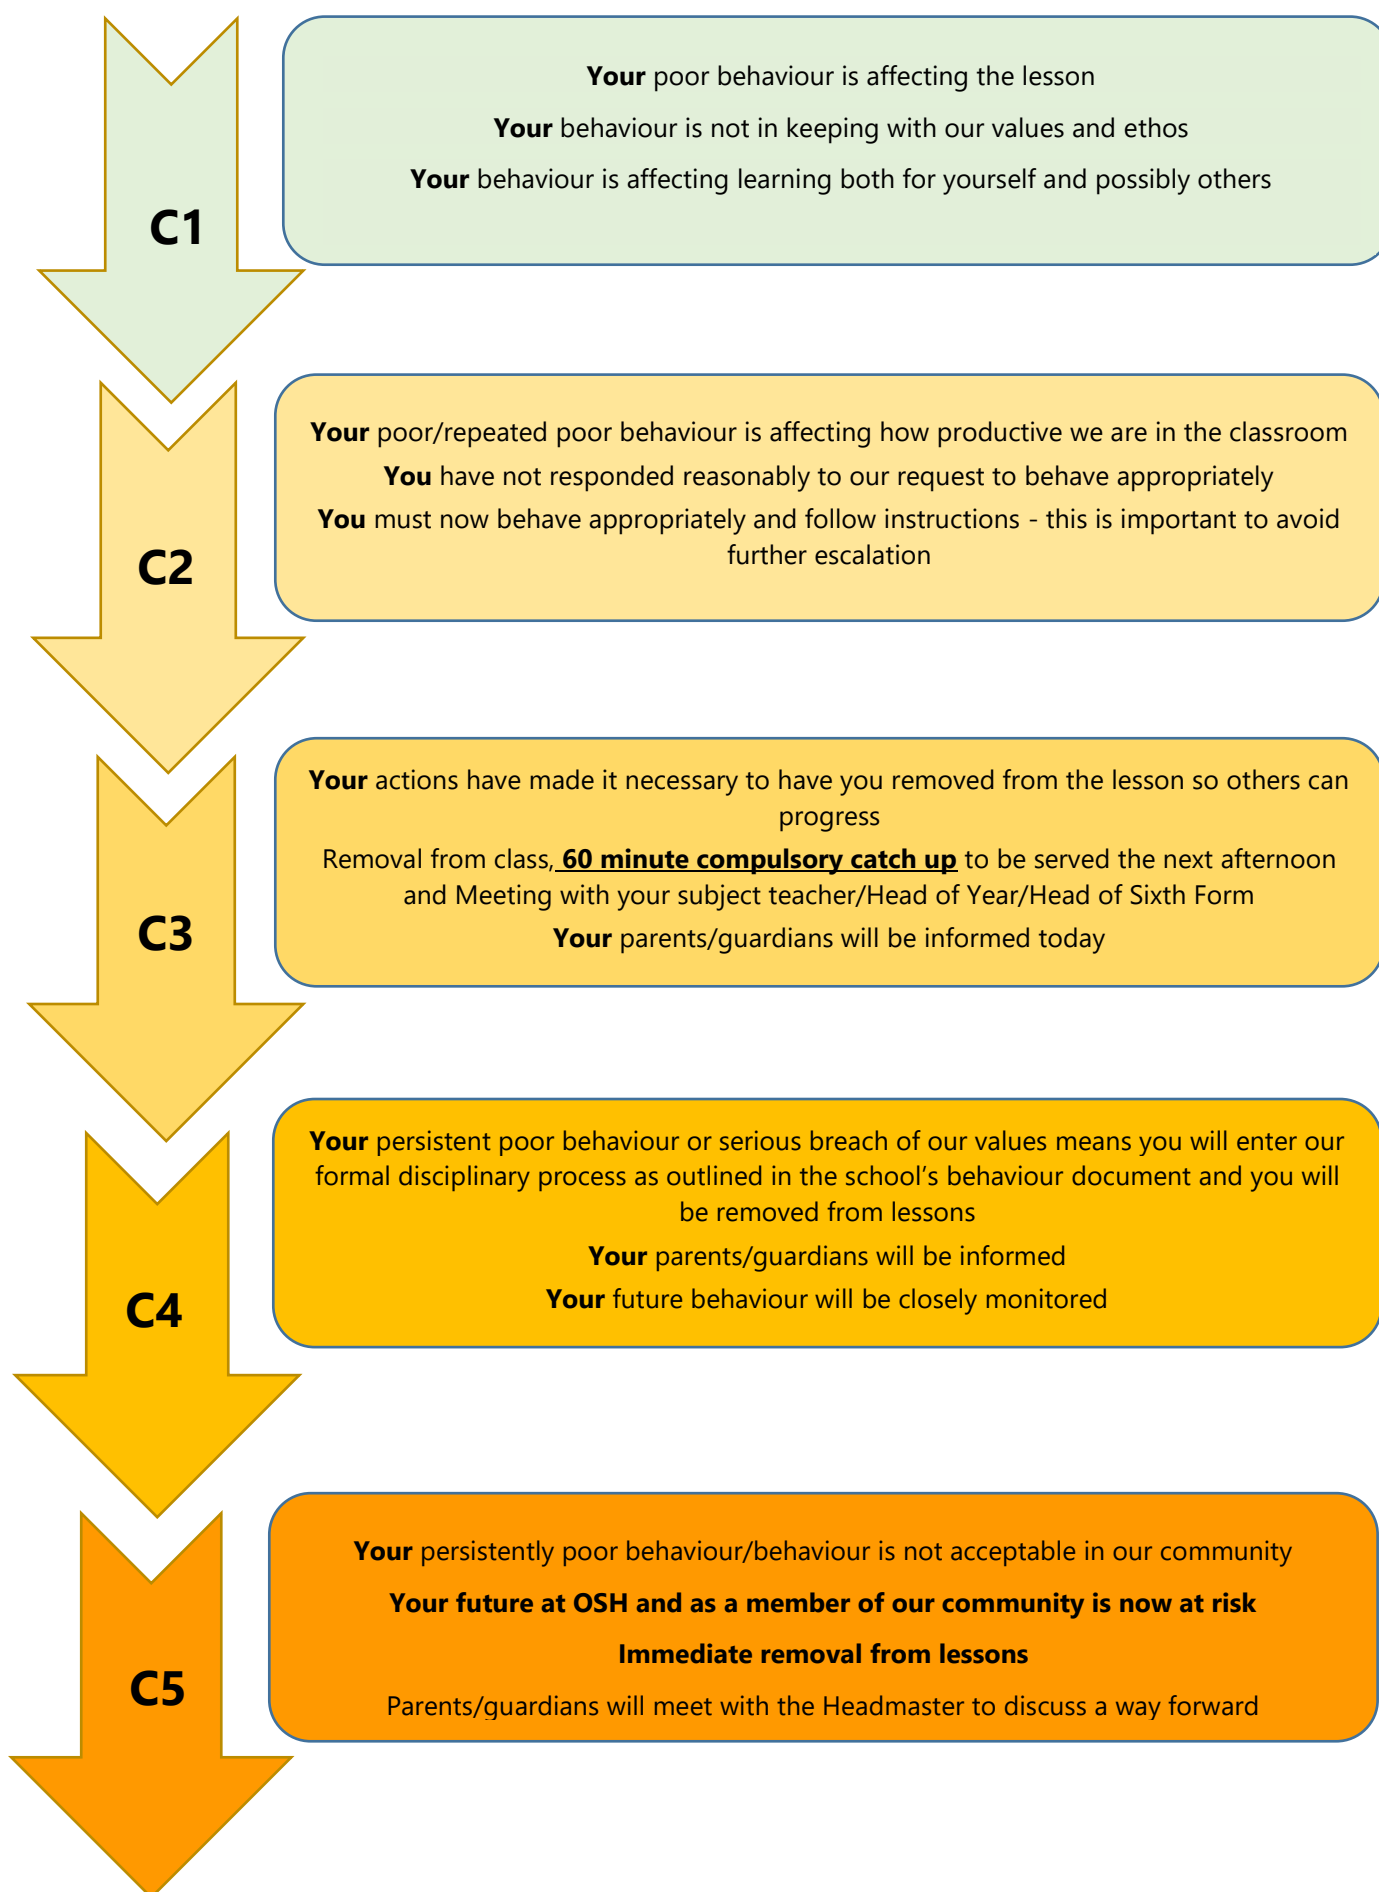 Your poor behaviour is affecting the lesson
Your behaviour is not in keeping with our values and ethos
Your behaviour is affecting learning both for yourself and possibly others
C1
Your poor/repeated poor behaviour is affecting how productive we are in the classroom
You have not responded reasonably to our request to behave appropriately
You must now behave appropriately and follow instructions - this is important to avoid
further escalation
C2
Your actions have made it necessary to have you removed from the lesson so others can
progress
Removal from class, 60 minute compulsory catch up to be served the next afternoon
and Meeting with your subject teacher/Head of Year/Head of Sixth Form
Your parents/guardians will be informed today
C3
Your persistent poor behaviour or serious breach of our values means you will enter our
formal disciplinary process as outlined in the school's behaviour document and you will
be removed from lessons
Your parents/guardians will be informed
Your future behaviour will be closely monitored
C4
Your persistently poor behaviour/behaviour is not acceptable in our community
Your future at OSH and as a member of our community is now at risk
Immediate removal from lessons
Parents/guardians will meet with the Headmaster to discuss a way forward
C5